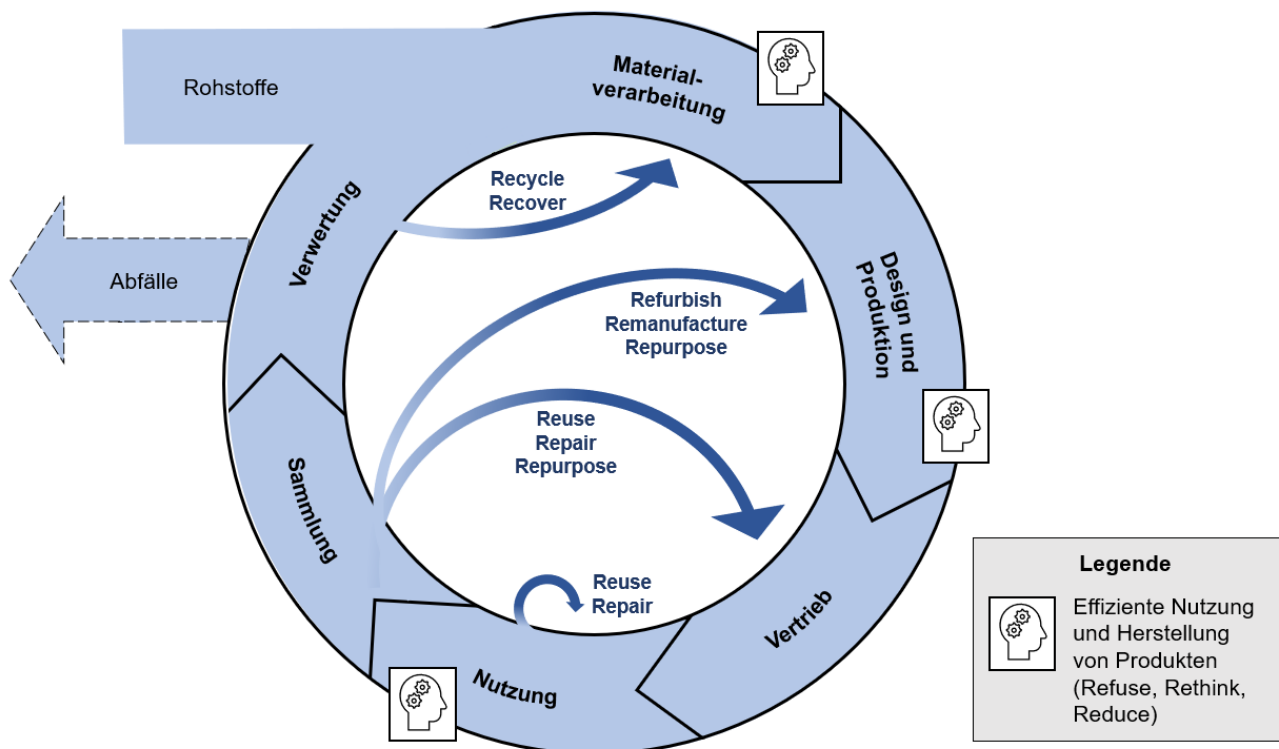 Rohstoffe
Material-
verarbeitung
Recycle
Recover
Verwertung
Abfälle
Design und
Produktion
Refurbish
Remanufacture
Repurpose
Reuse
Repair
Repurpose
Sammlung
Reuse
Repair
Vertrieb
Nutzung
Legende
Effiziente Nutzung
und Herstellung
von Produkten
(Refuse, Rethink,
Reduce)